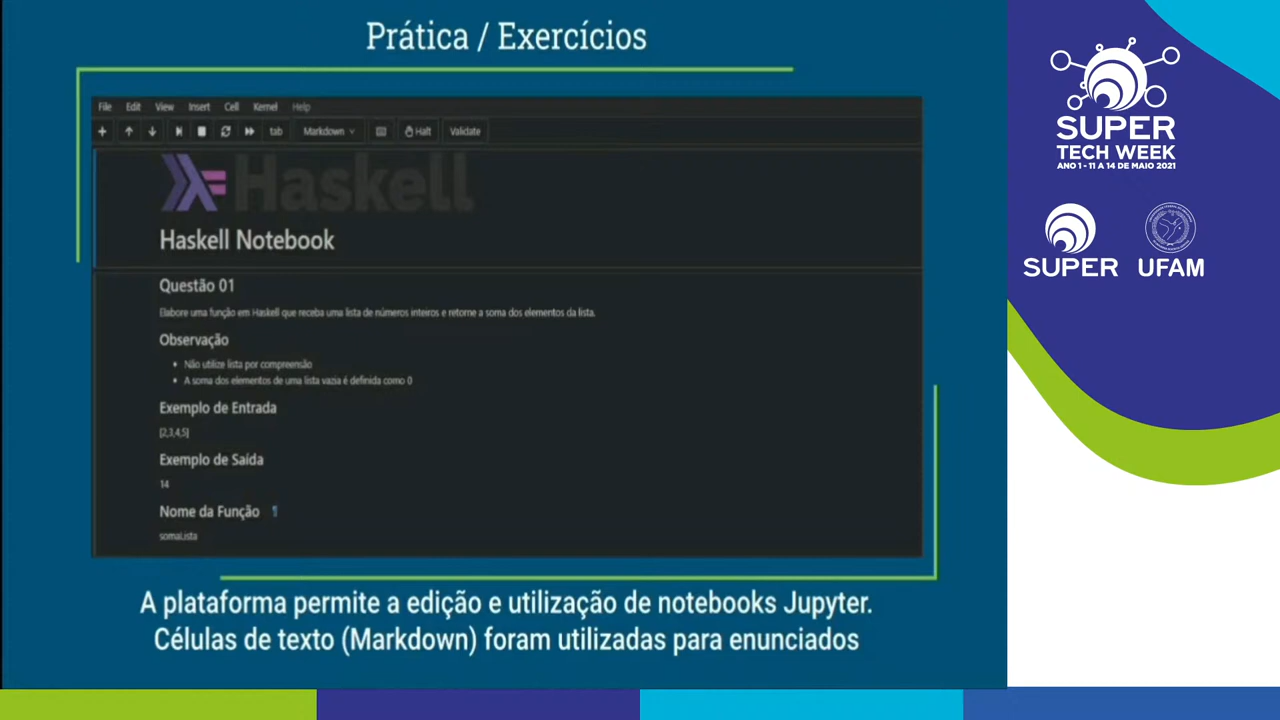 Prática / Exercícios
File Edit View Insert Cell Kernel Help
tab Markdown Halt Validate
Haskell
Haskell Notebook
Questão 01
Elabore uma função em Haskell que receba uma lista de números inteiros e retorne a soma dos elementos da lista.
Observação
Não utilize lista por compreensão
A soma dos elementos de uma lista vazia é definida como 0
Exemplo de Entrada
[2,3,4,5]
Exemplo de Saída
14
Nome da Função ¶
somaLista
A plataforma permite a edição e utilização de notebooks Jupyter.
Células de texto (Markdown) foram utilizadas para enunciados
SUPER
TECH WEEK
ANO 1 - 11 A 14 DE MAIO 2021
SUPER UFAM